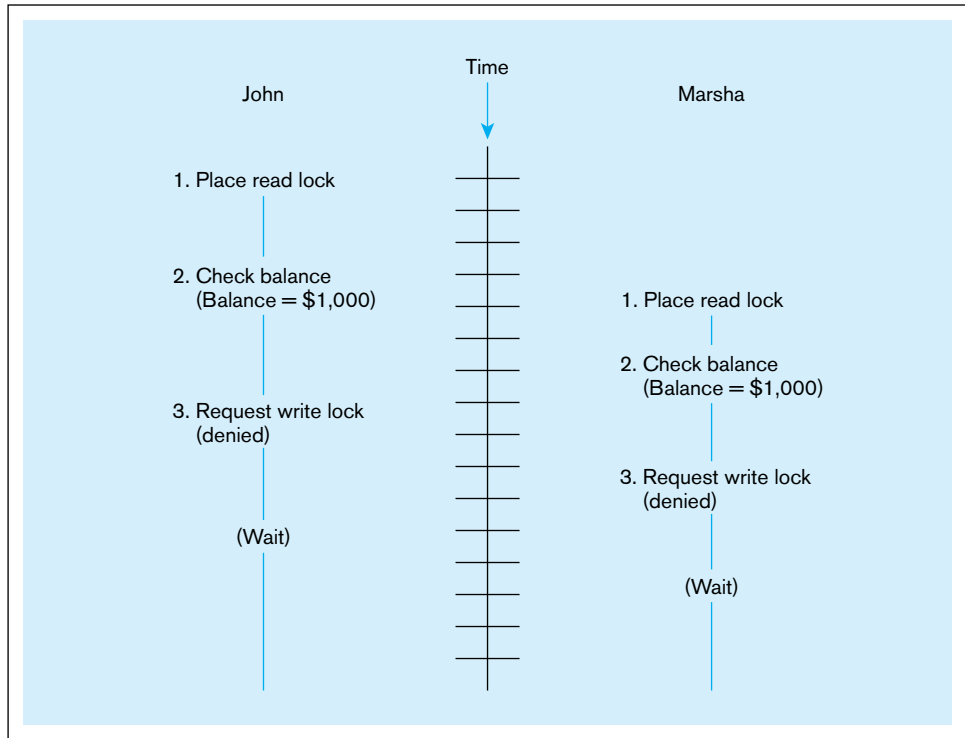 Time
John
Marsha
1. Place read lock
2. Check balance
(Balance = $1,000)
3. Request write lock
(denied)
(Wait)
1. Place read lock
2. Check balance
(Balance = $1,000)
3. Request write lock
(denied)
(Wait)